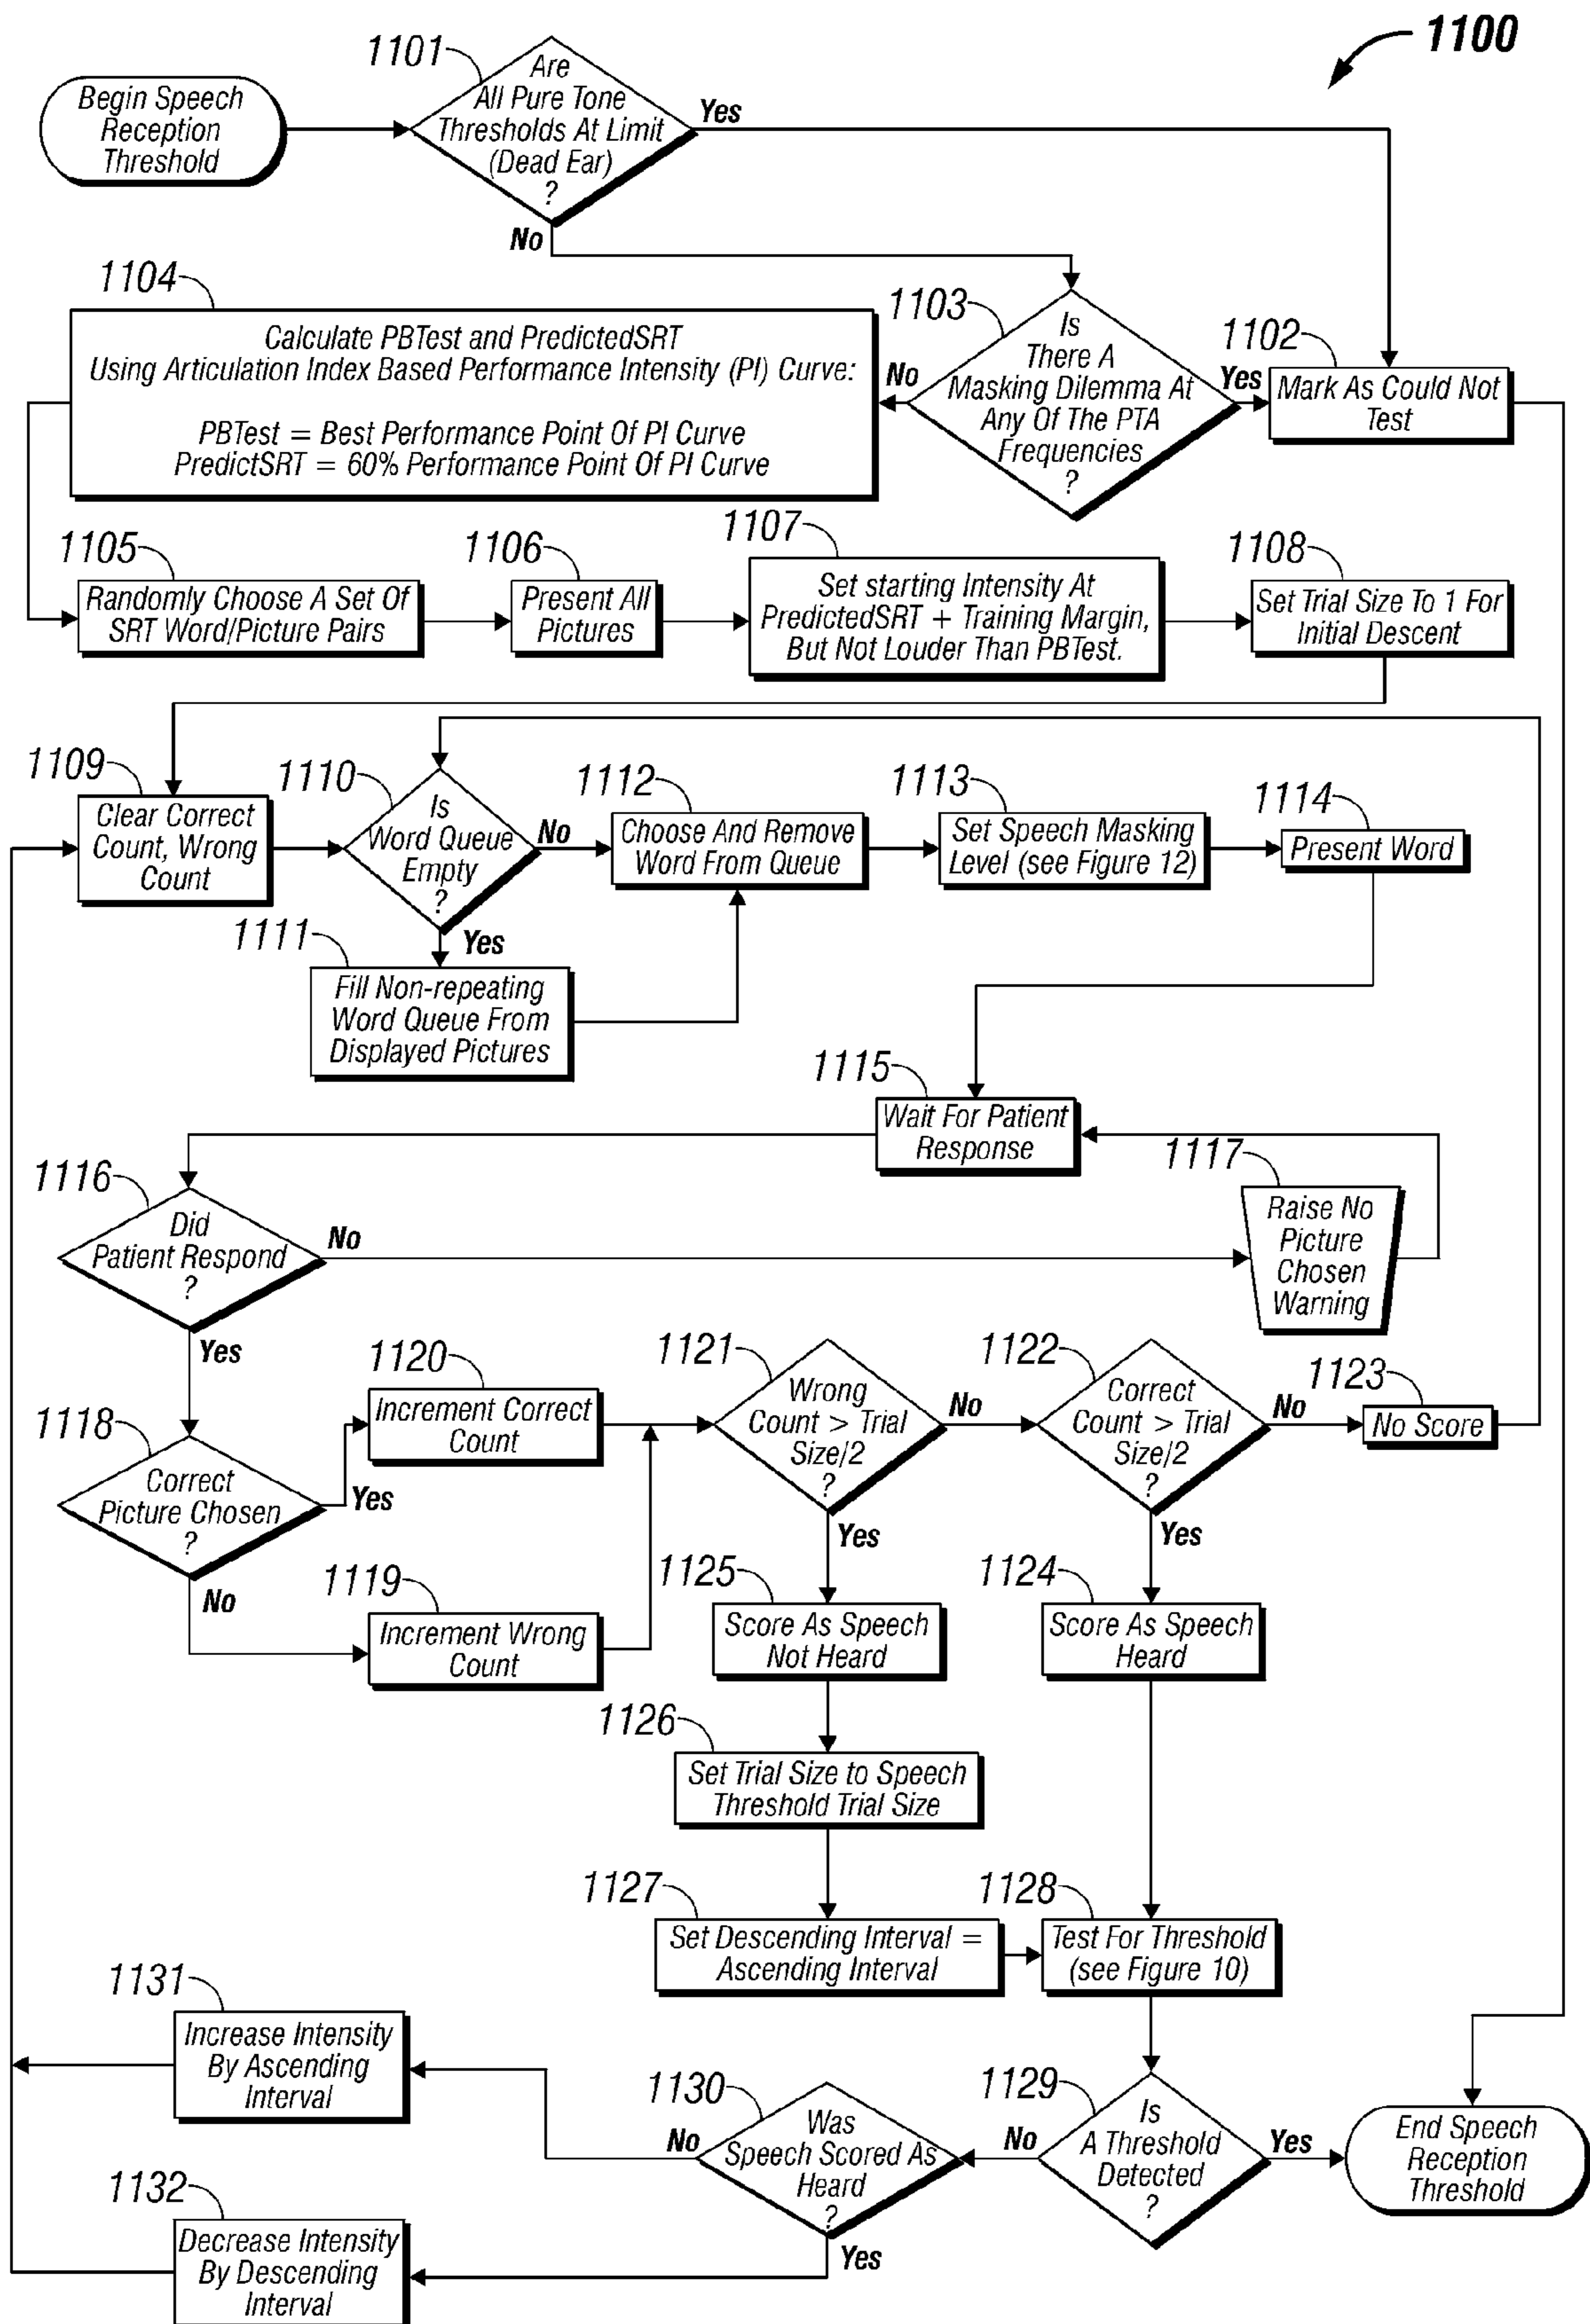 1100
1101
Begin Speech
Reception
Threshold
Are
All Pure Tone
Thresholds At Limit
(Dead Ear)
?
Yes
No
1104
Calculate PBTest and PredictedSRT
Using Articulation Index Based Performance Intensity (PI) Curve:
PBTest = Best Performance Point Of PI Curve
PredictSRT = 60% Performance Point Of PI Curve
1103
Is
There A
Masking Dilemma At
Any Of The PTA
Frequencies
?
No
Yes
1102
Mark As Could Not
Test
1105
Randomly Choose A Set Of
SRT Word/Picture Pairs
1106
Present All
Pictures
1107
Set starting Intensity At
PredictedSRT + Training Margin,
But Not Louder Than PBTest.
1108
Set Trial Size To 1 For
Initial Descent
1109
Clear Correct
Count, Wrong
Count
1110
Is
Word Queue
Empty
?
No
Yes
1112
Choose And Remove
Word From Queue
1113
Set Speech Masking
Level (see Figure 12)
1114
Present Word
1111
Fill Non-repeating
Word Queue From
Displayed Pictures
1115
Wait For Patient
Response
1116
Did
Patient Respond
?
No
Yes
1117
Raise No
Picture
Chosen
Warning
1118
Correct
Picture Chosen
?
Yes
No
1120
Increment Correct
Count
1119
Increment Wrong
Count
1121
Wrong
Count > Trial
Size/2
?
No
Yes
1122
Correct
Count > Trial
Size/2
?
No
Yes
1123
No Score
1125
Score As Speech
Not Heard
1124
Score As Speech
Heard
1126
Set Trial Size to Speech
Threshold Trial Size
1127
Set Descending Interval =
Ascending Interval
1128
Test For Threshold
(see Figure 10)
1131
Increase Intensity
By Ascending
Interval
1130
Was
Speech Scored As
Heard
?
No
Yes
1129
Is
A Threshold
Detected
?
No
Yes
End Speech
Reception
Threshold
1132
Decrease Intensity
By Descending
Interval